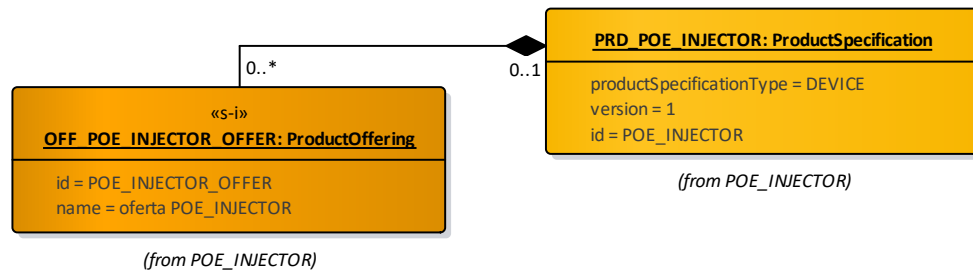 PRD_POE_INJECTOR: ProductSpecification
productSpecificationType = DEVICE
version = 1
id = POE_INJECTOR
(from POE_INJECTOR)
0..*
0..1
«s-i»
OFF_POE_INJECTOR_OFFER: ProductOffering
id = POE_INJECTOR_OFFER
name = oferta POE_INJECTOR
(from POE_INJECTOR)